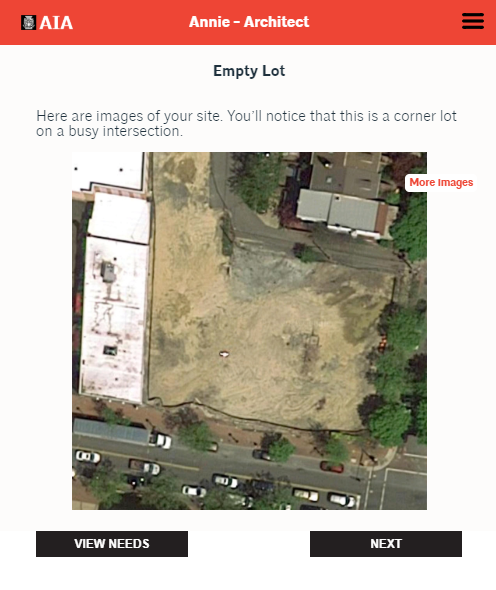 AIA
Annie – Architect
Empty Lot
Here are images of your site. You'll notice that this is a corner lot
on a busy intersection.
More Images
VIEW NEEDS
NEXT